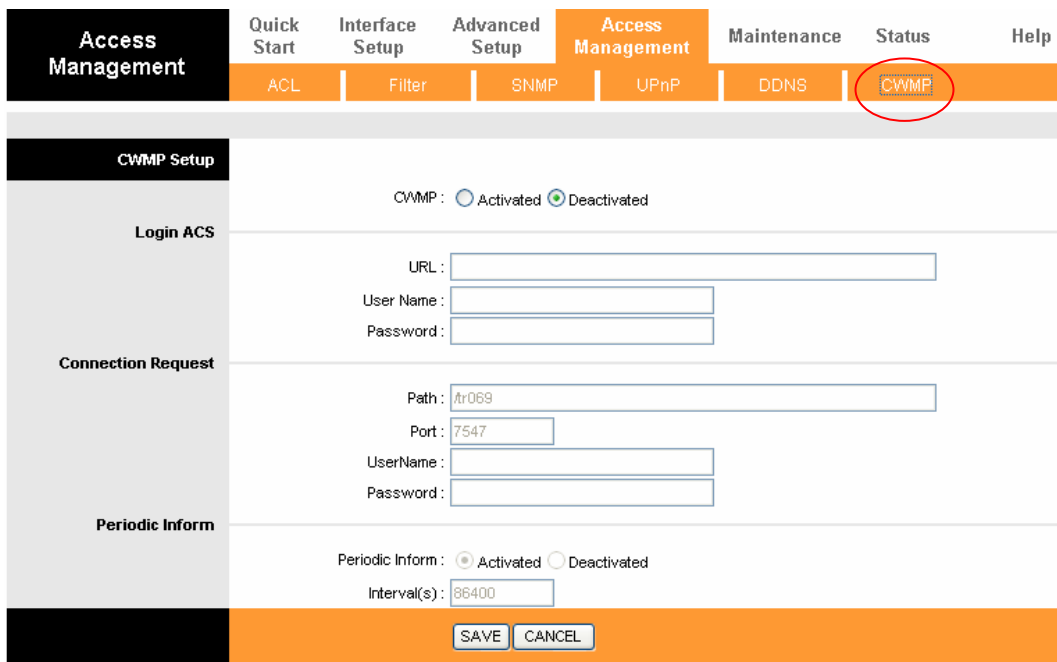 Access Management
Quick Start
Interface Setup
Advanced Setup
Access Management
Maintenance
Status
Help
ACL
Filter
SNMP
UPnP
DDNS
CWMP
CWMP Setup
CWMP : Activated Deactivated
Login ACS
URL :
User Name :
Password :
Connection Request
Path : /tr069
Port : 7547
UserName :
Password :
Periodic Inform
Periodic Inform : Activated Deactivated
Interval(s) : 86400
SAVE CANCEL